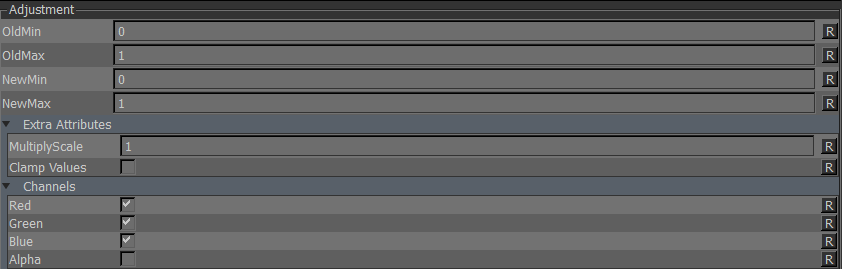 Adjustment
OldMin 0 R
OldMax 1 R
NewMin 0 R
NewMax 1 R
Extra Attributes
MultiplyScale 1 R
Clamp Values R
Channels
Red R
Green R
Blue R
Alpha R